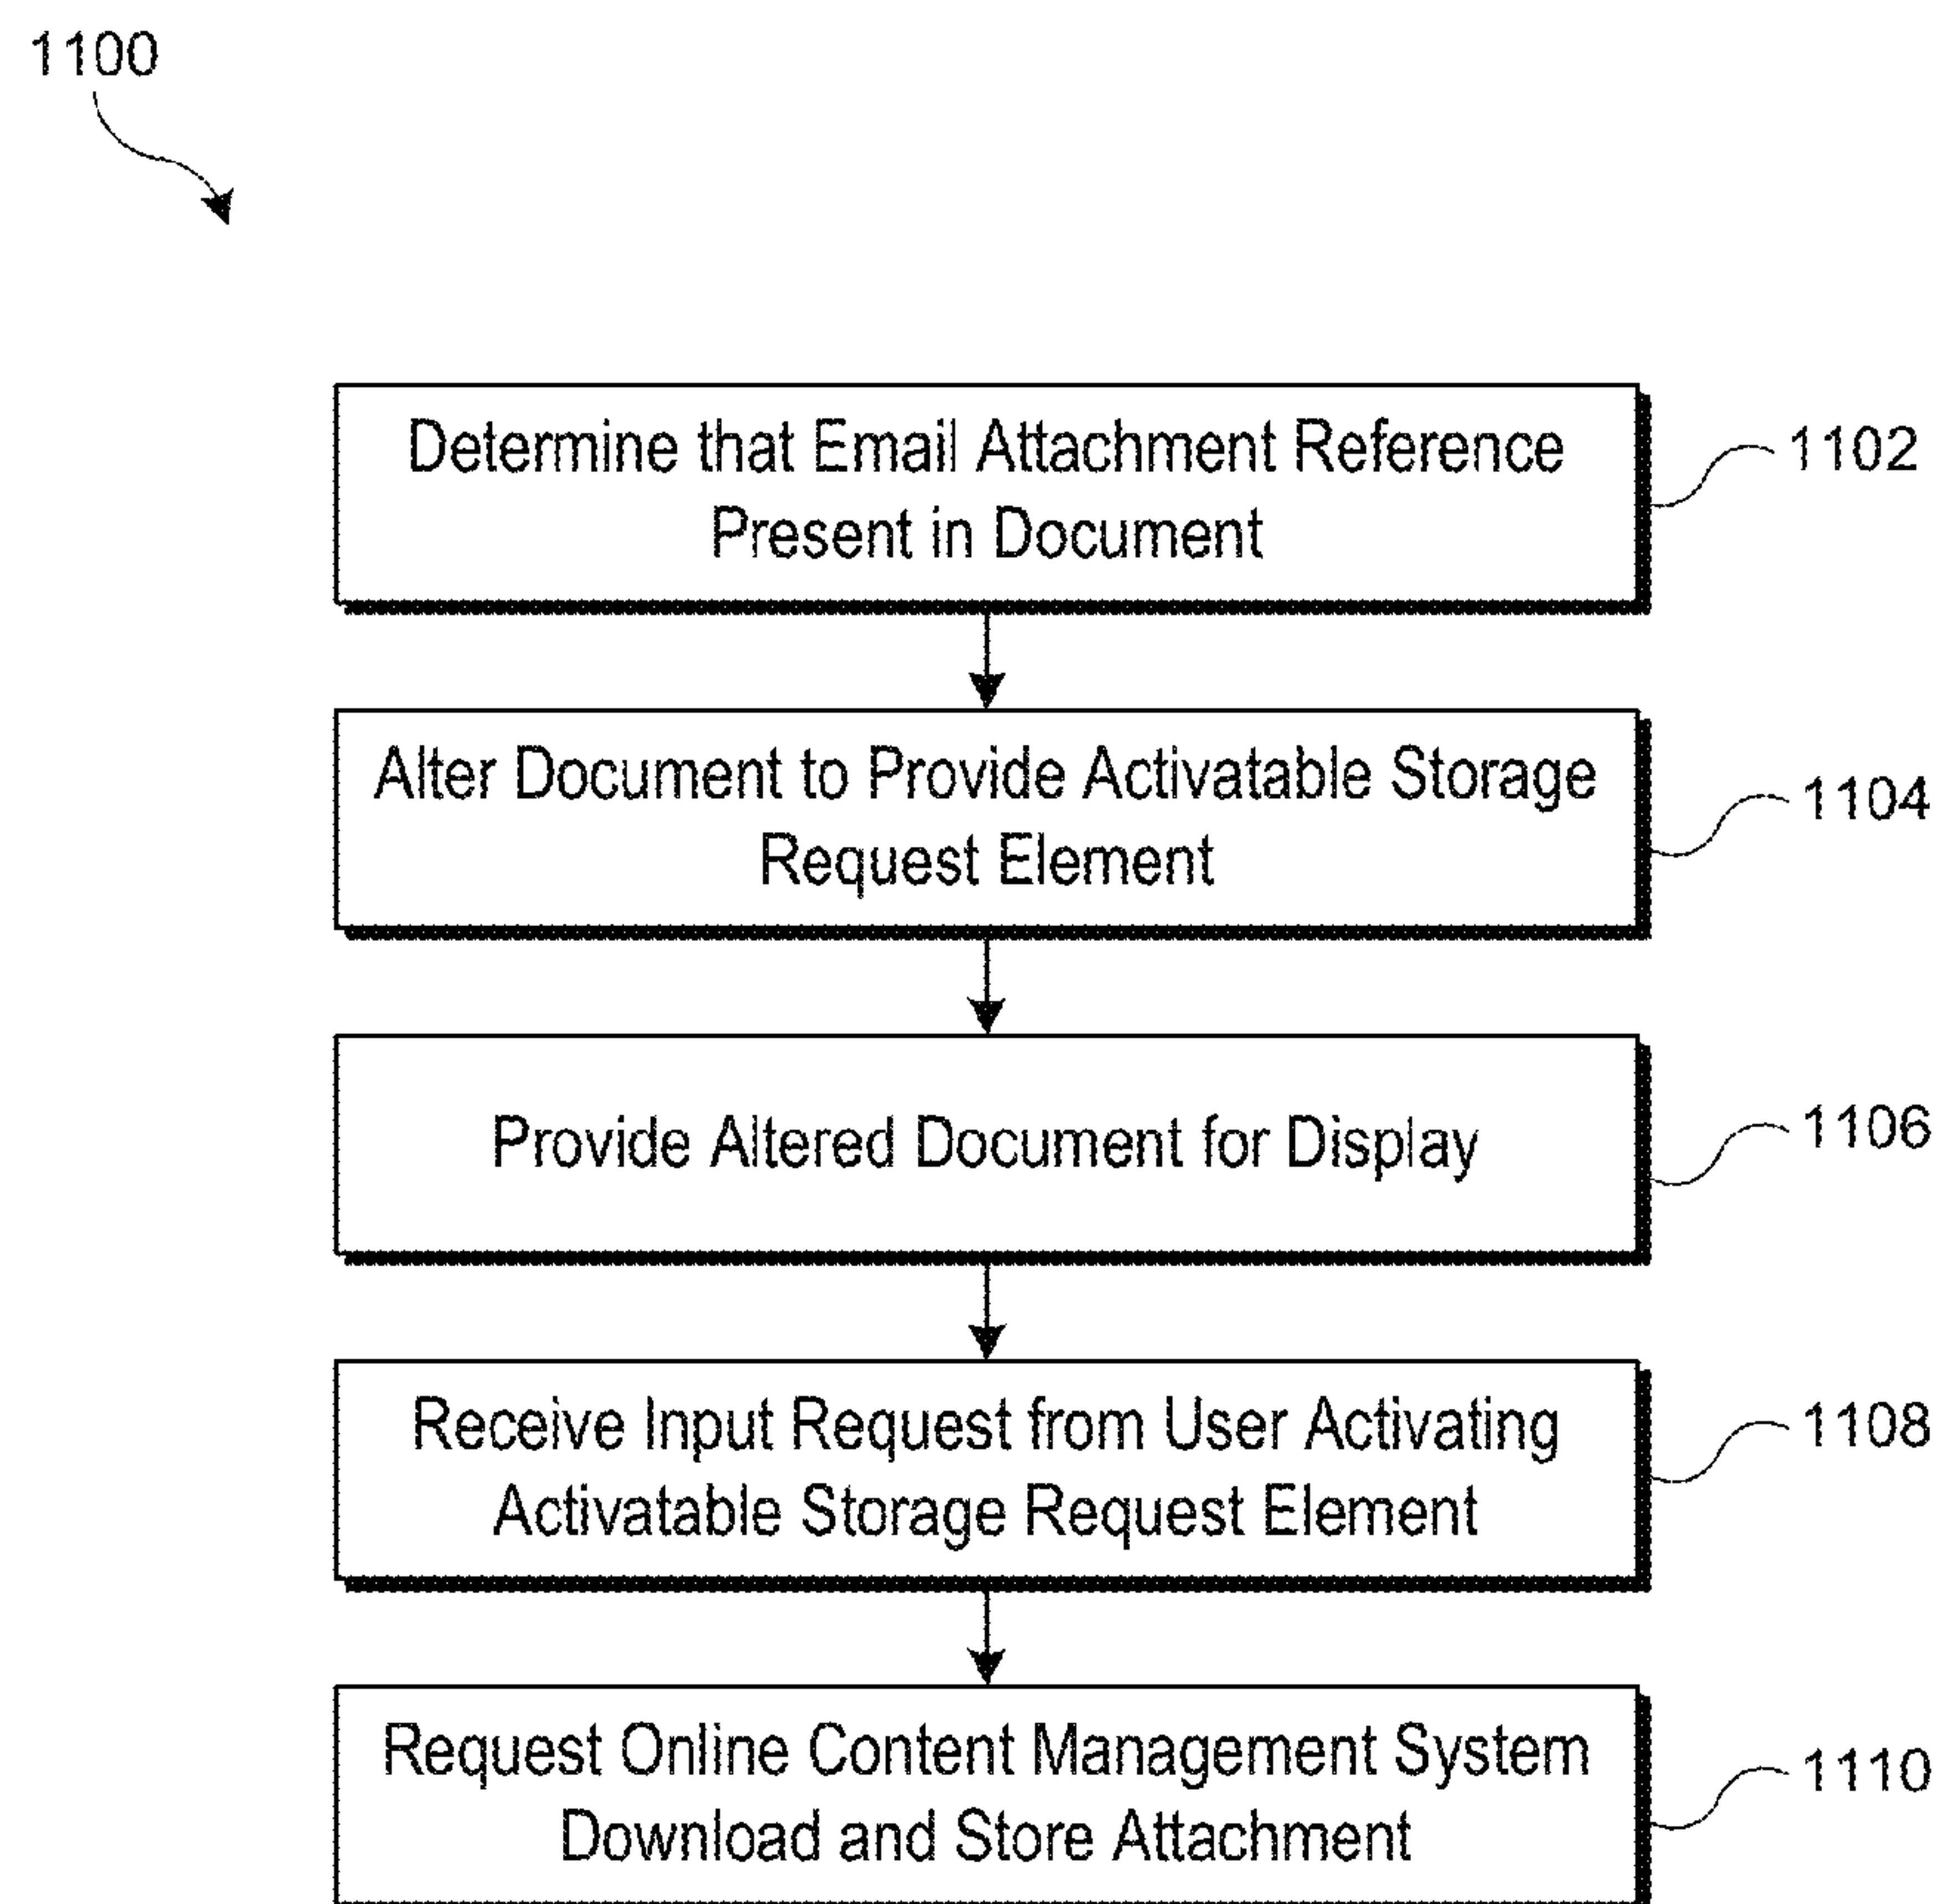 1100
Determine that Email Attachment Reference
Present in Document
1102
Alter Document to Provide Activatable Storage
Request Element
1104
Provide Altered Document for Display
1106
Receive Input Request from User Activating
Activatable Storage Request Element
1108
Request Online Content Management System
Download and Store Attachment
1110